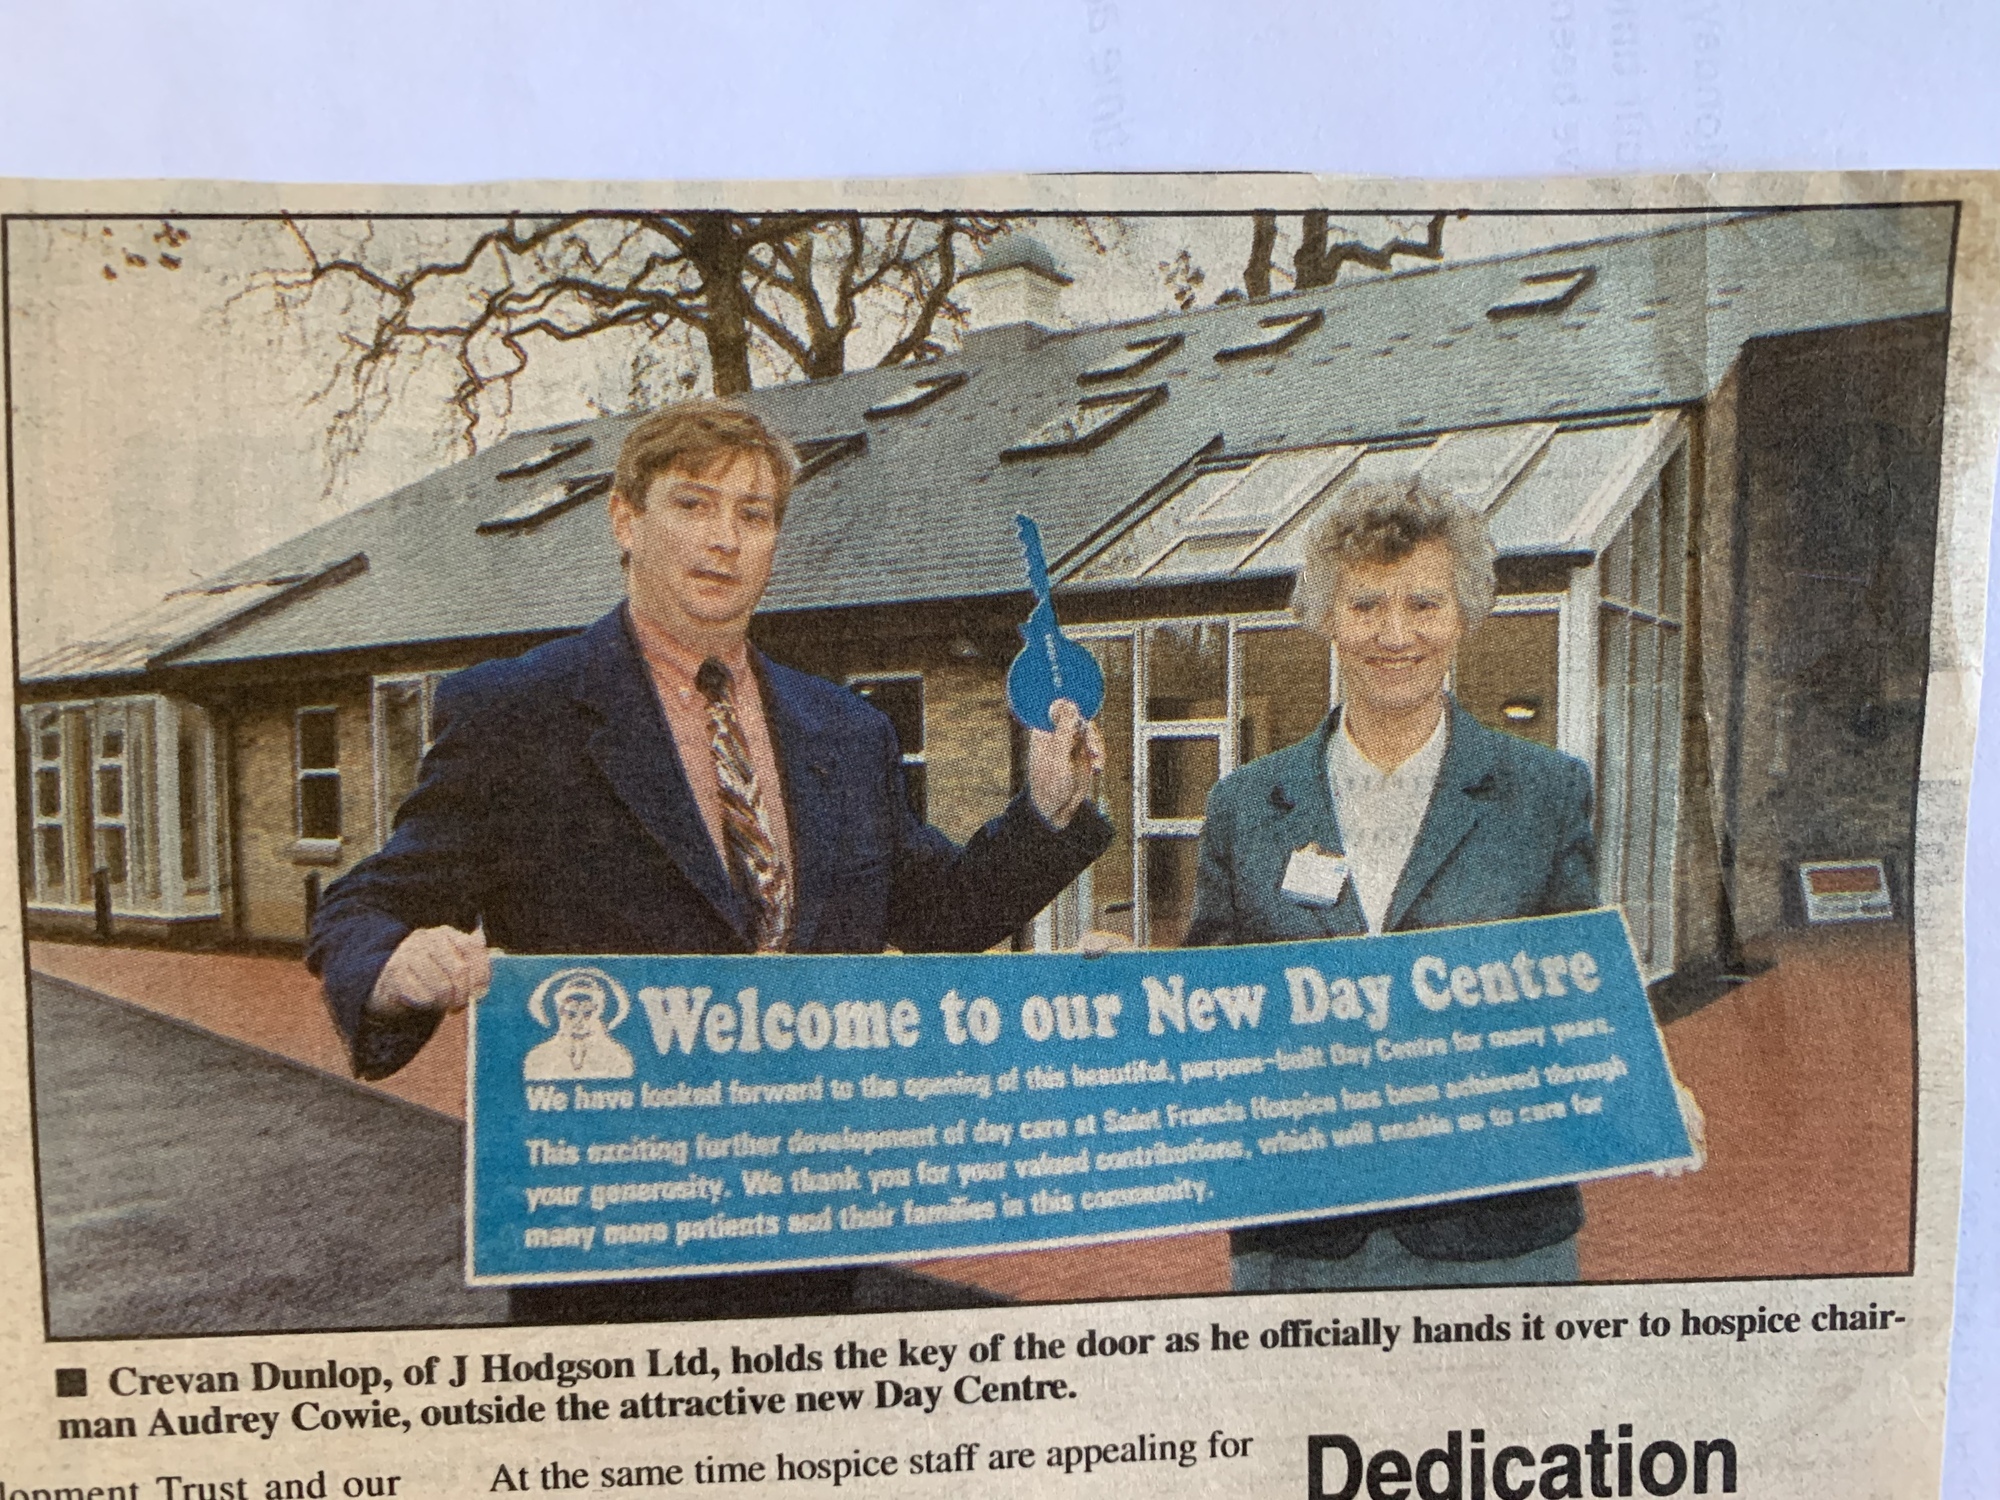 Welcome to our New Day Centre
We have looked forward to the opening of this beautiful, purpose-built Day Centre for many years.
This exciting further development of day care at Saint Francis Hospice has been achieved through
your generosity. We thank you for your valued contributions, which will enable us to care for
many more patients and their families in this community.
■ Crevan Dunlop, of J Hodgson Ltd, holds the key of the door as he officially hands it over to hospice chair-
man Audrey Cowie, outside the attractive new Day Centre.
lopment Trust and our
At the same time hospice staff are appealing for
Dedication